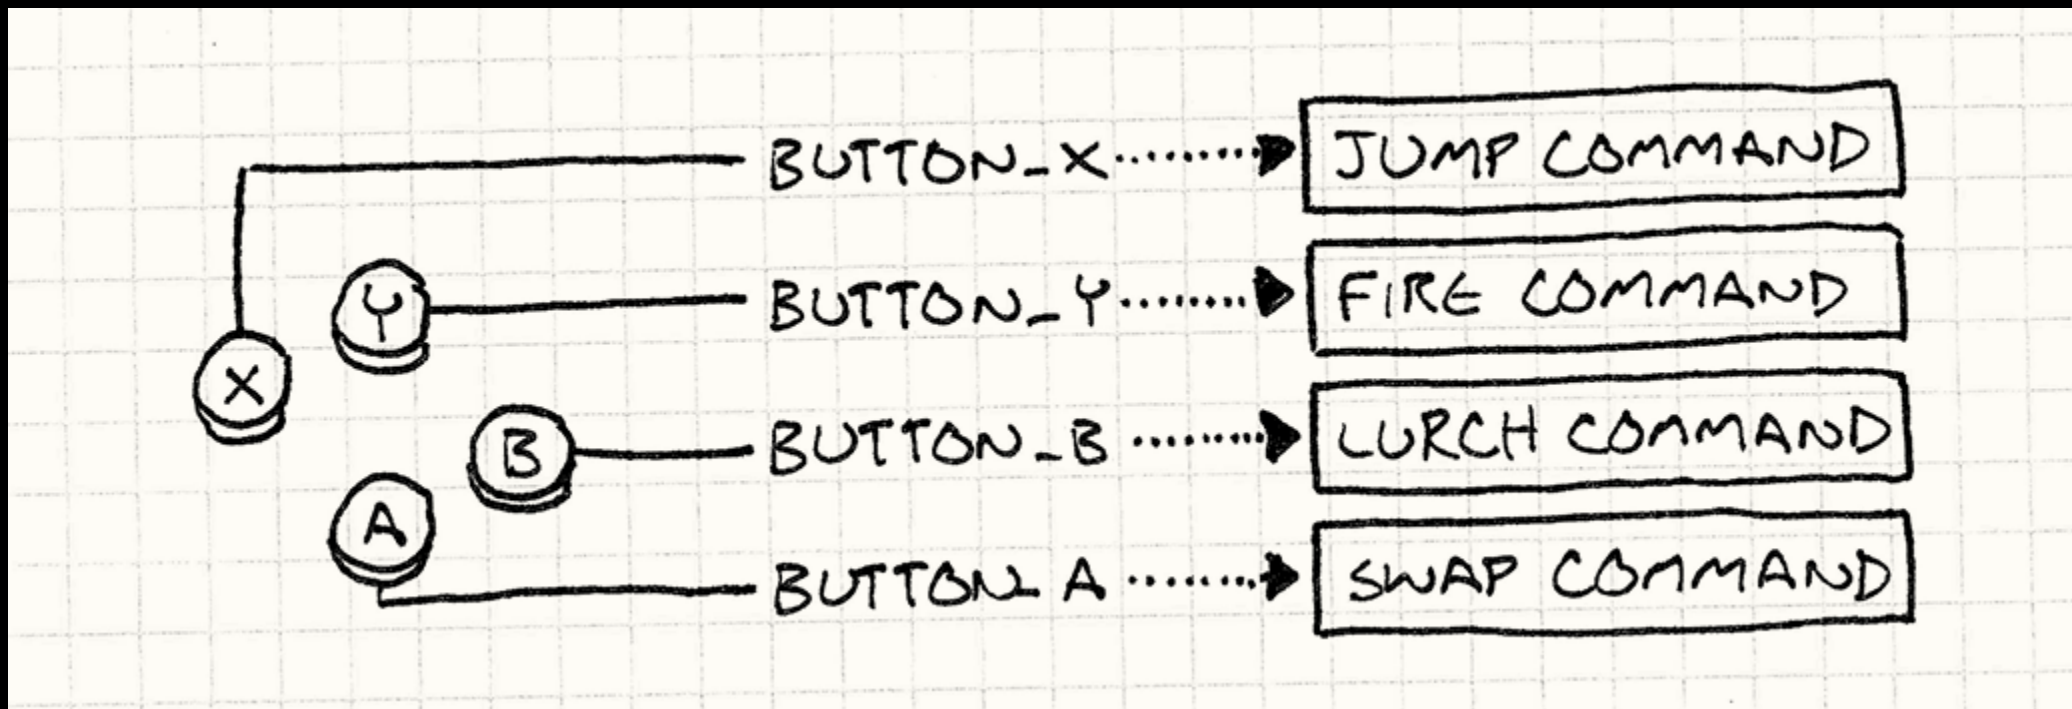 BUTTON_X JUMP COMMAND
Y BUTTON_Y FIRE COMMAND
X
B BUTTON_B LURCH COMMAND
A
BUTTON_A SWAP COMMAND